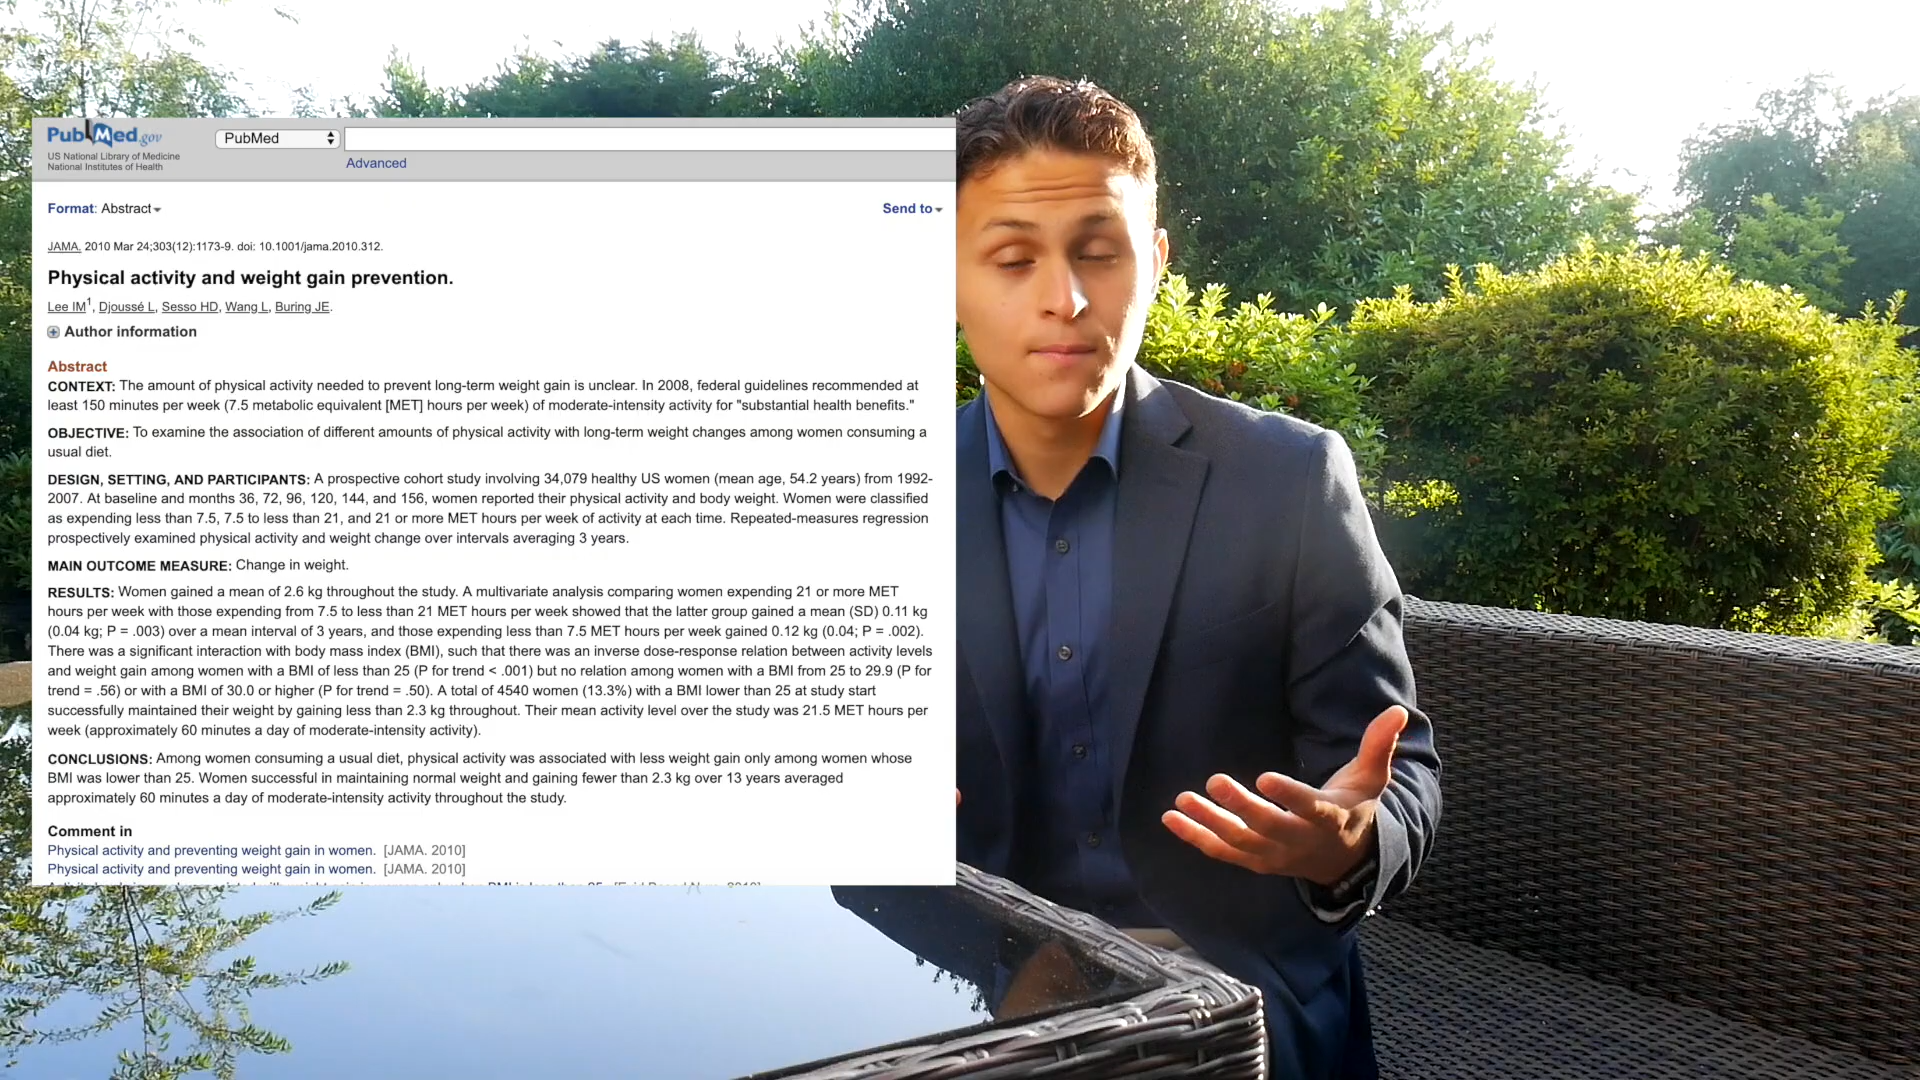 PubMed.gov
US National Library of Medicine
National Institutes of Health
PubMed
Advanced
Format: Abstract
Send to
JAMA. 2010 Mar 24;303(12):1173-9. doi: 10.1001/jama.2010.312.
Physical activity and weight gain prevention.
Lee IM1, Djoussé L, Sesso HD, Wang L, Buring JE.
Author information
Abstract
CONTEXT: The amount of physical activity needed to prevent long-term weight gain is unclear. In 2008, federal guidelines recommended at
least 150 minutes per week (7.5 metabolic equivalent [MET] hours per week) of moderate-intensity activity for "substantial health benefits."
OBJECTIVE: To examine the association of different amounts of physical activity with long-term weight changes among women consuming a
usual diet.
DESIGN, SETTING, AND PARTICIPANTS: A prospective cohort study involving 34,079 healthy US women (mean age, 54.2 years) from 1992-
2007. At baseline and months 36, 72, 96, 120, 144, and 156, women reported their physical activity and body weight. Women were classified
as expending less than 7.5, 7.5 to less than 21, and 21 or more MET hours per week of activity at each time. Repeated-measures regression
prospectively examined physical activity and weight change over intervals averaging 3 years.
MAIN OUTCOME MEASURE: Change in weight.
RESULTS: Women gained a mean of 2.6 kg throughout the study. A multivariate analysis comparing women expending 21 or more MET
hours per week with those expending from 7.5 to less than 21 MET hours per week showed that the latter group gained a mean (SD) 0.11 kg
(0.04 kg; P = .003) over a mean interval of 3 years, and those expending less than 7.5 MET hours per week gained 0.12 kg (0.04; P = .002).
There was a significant interaction with body mass index (BMI), such that there was an inverse dose-response relation between activity levels
and weight gain among women with a BMI of less than 25 (P for trend < .001) but no relation among women with a BMI from 25 to 29.9 (P for
trend = .56) or with a BMI of 30.0 or higher (P for trend = .50). A total of 4540 women (13.3%) with a BMI lower than 25 at study start
successfully maintained their weight by gaining less than 2.3 kg throughout. Their mean activity level over the study was 21.5 MET hours per
week (approximately 60 minutes a day of moderate-intensity activity).
CONCLUSIONS: Among women consuming a usual diet, physical activity was associated with less weight gain only among women whose
BMI was lower than 25. Women successful in maintaining normal weight and gaining fewer than 2.3 kg over 13 years averaged
approximately 60 minutes a day of moderate-intensity activity throughout the study.
Comment in
Physical activity and preventing weight gain in women. [JAMA. 2010]
Physical activity and preventing weight gain in women. [JAMA. 2010]